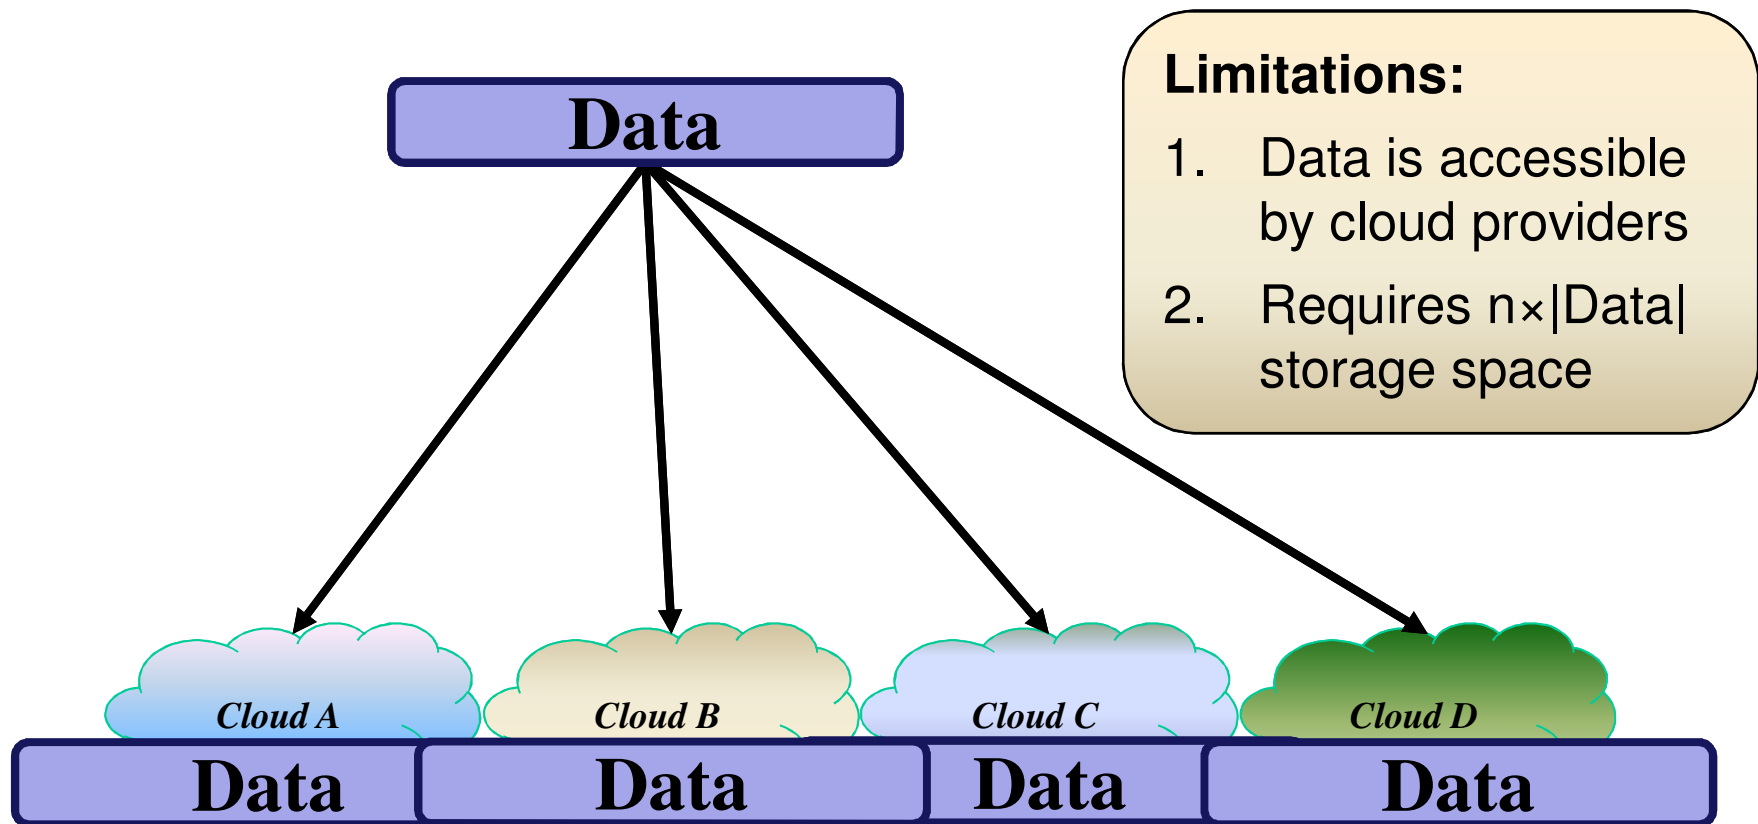 Data
Limitations:
1. Data is accessible
by cloud providers
2. Requires n×|Data|
storage space
Cloud A
Cloud B
Cloud C
Cloud D
Data
Data
Data
Data